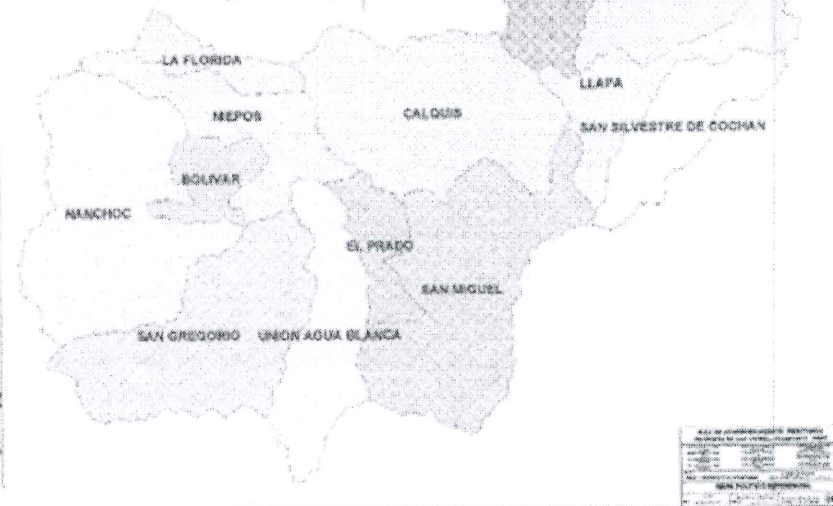 LA FLORIDA
LLAPA
NIEPOS
CALQUIS
SAN SILVESTRE DE COCHAN
BOLIVAR
NANCHOC
EL PRADO
SAN MIGUEL
SAN GREGORIO
UNION AGUA BLANCA